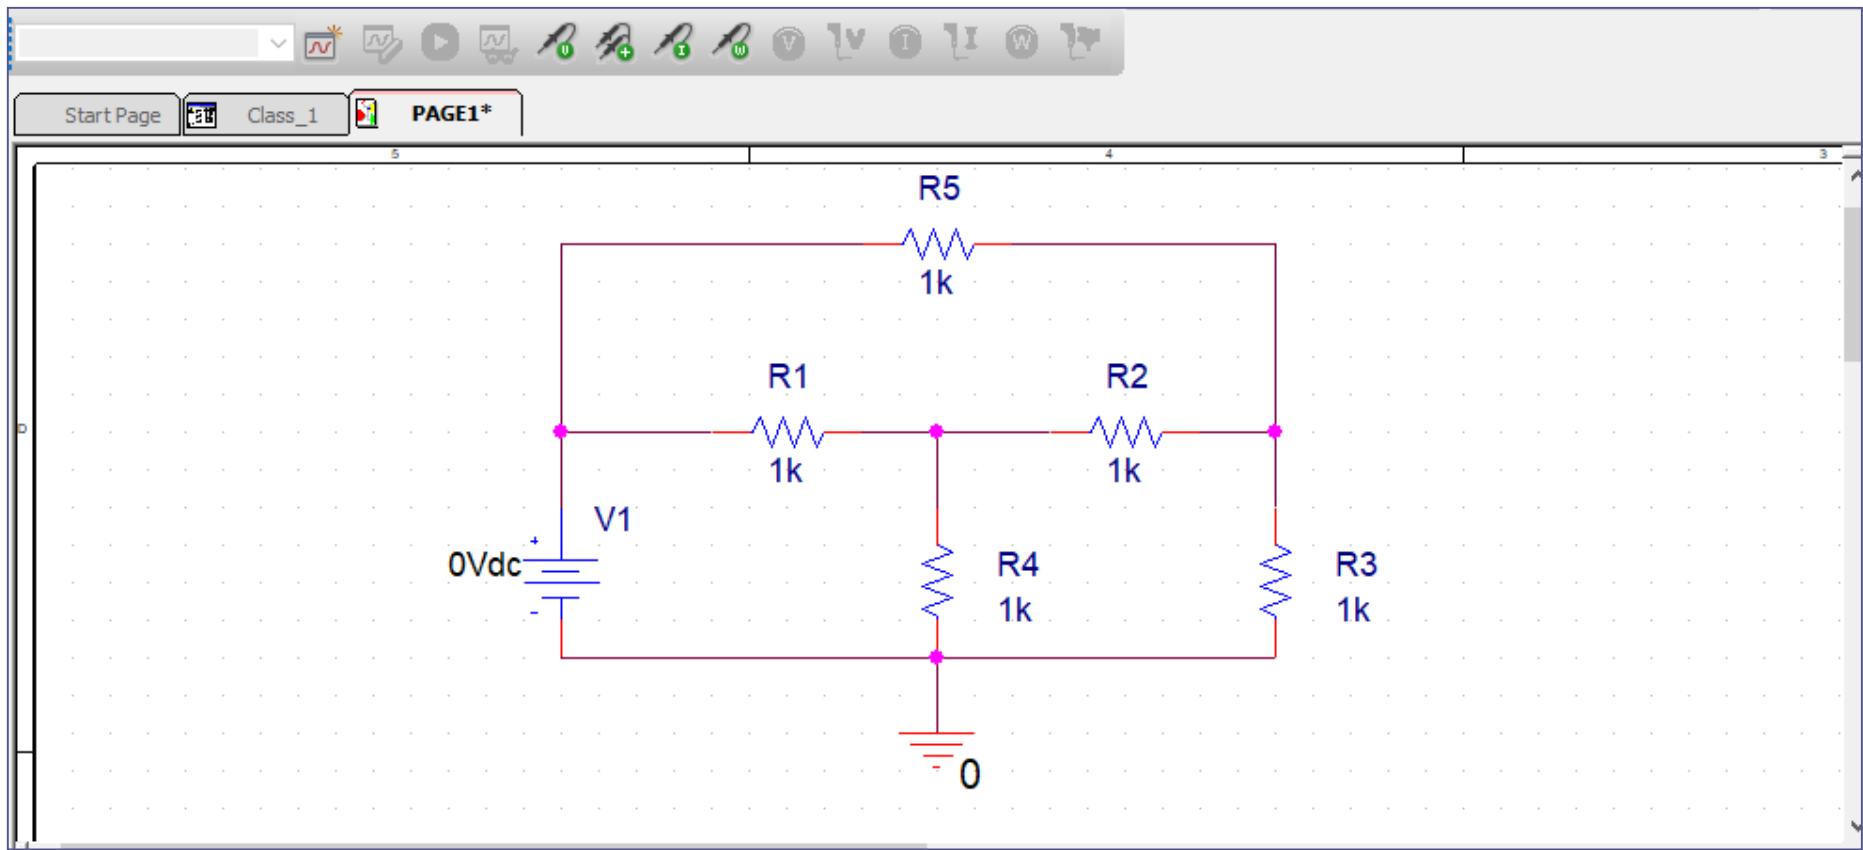 Start Page
Class_1
PAGE1*
5
4
3
R5
1k
R1
R2
D
1k
1k
V1
+
0Vdc
R4
R3
-
1k
1k
0